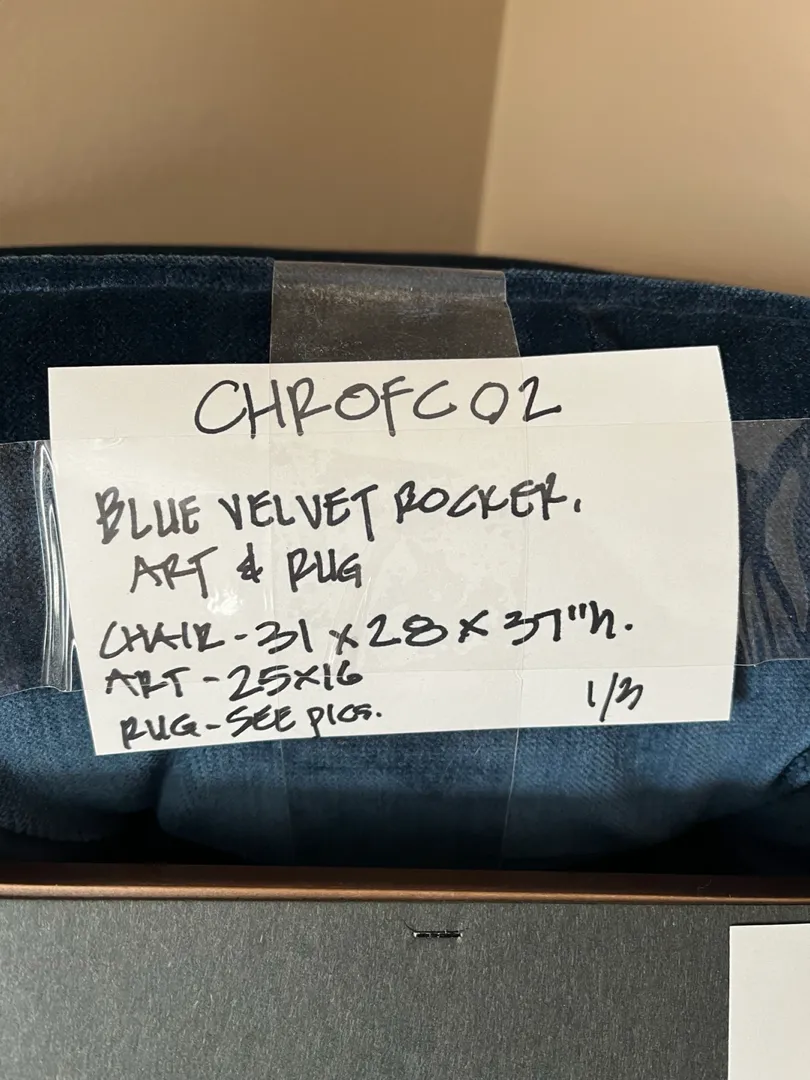 CHROFC02
BLUE VELVET ROCKER.
ART & RUG
CHAIR - 31 x 28 x 37"h.
ART - 25x16
RUG - SEE pics.
1/3